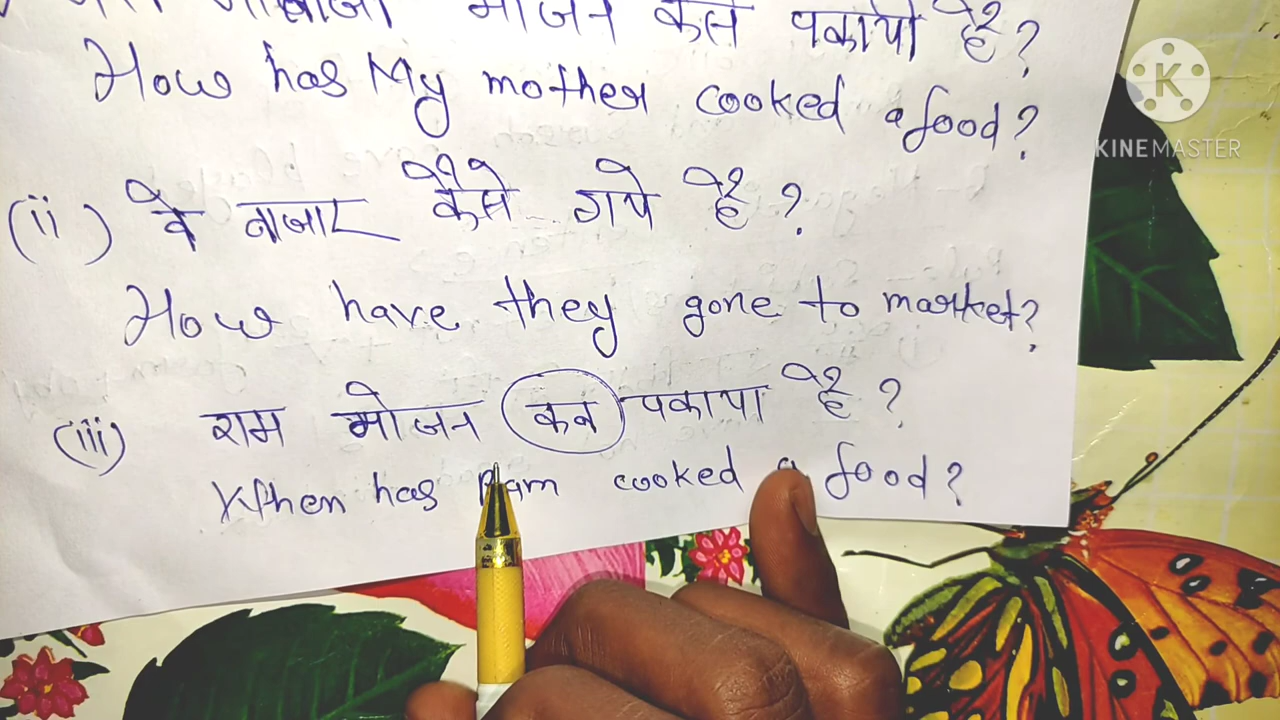 भोजन कैसे पकायी है?
How has My mother cooked a food?
(ii) वे बाजार कैसे गये है?
How have they gone to market?
(iii) राम भोजन कब पकाया है?
When has Ram cooked a food?
K
KINEMASTER